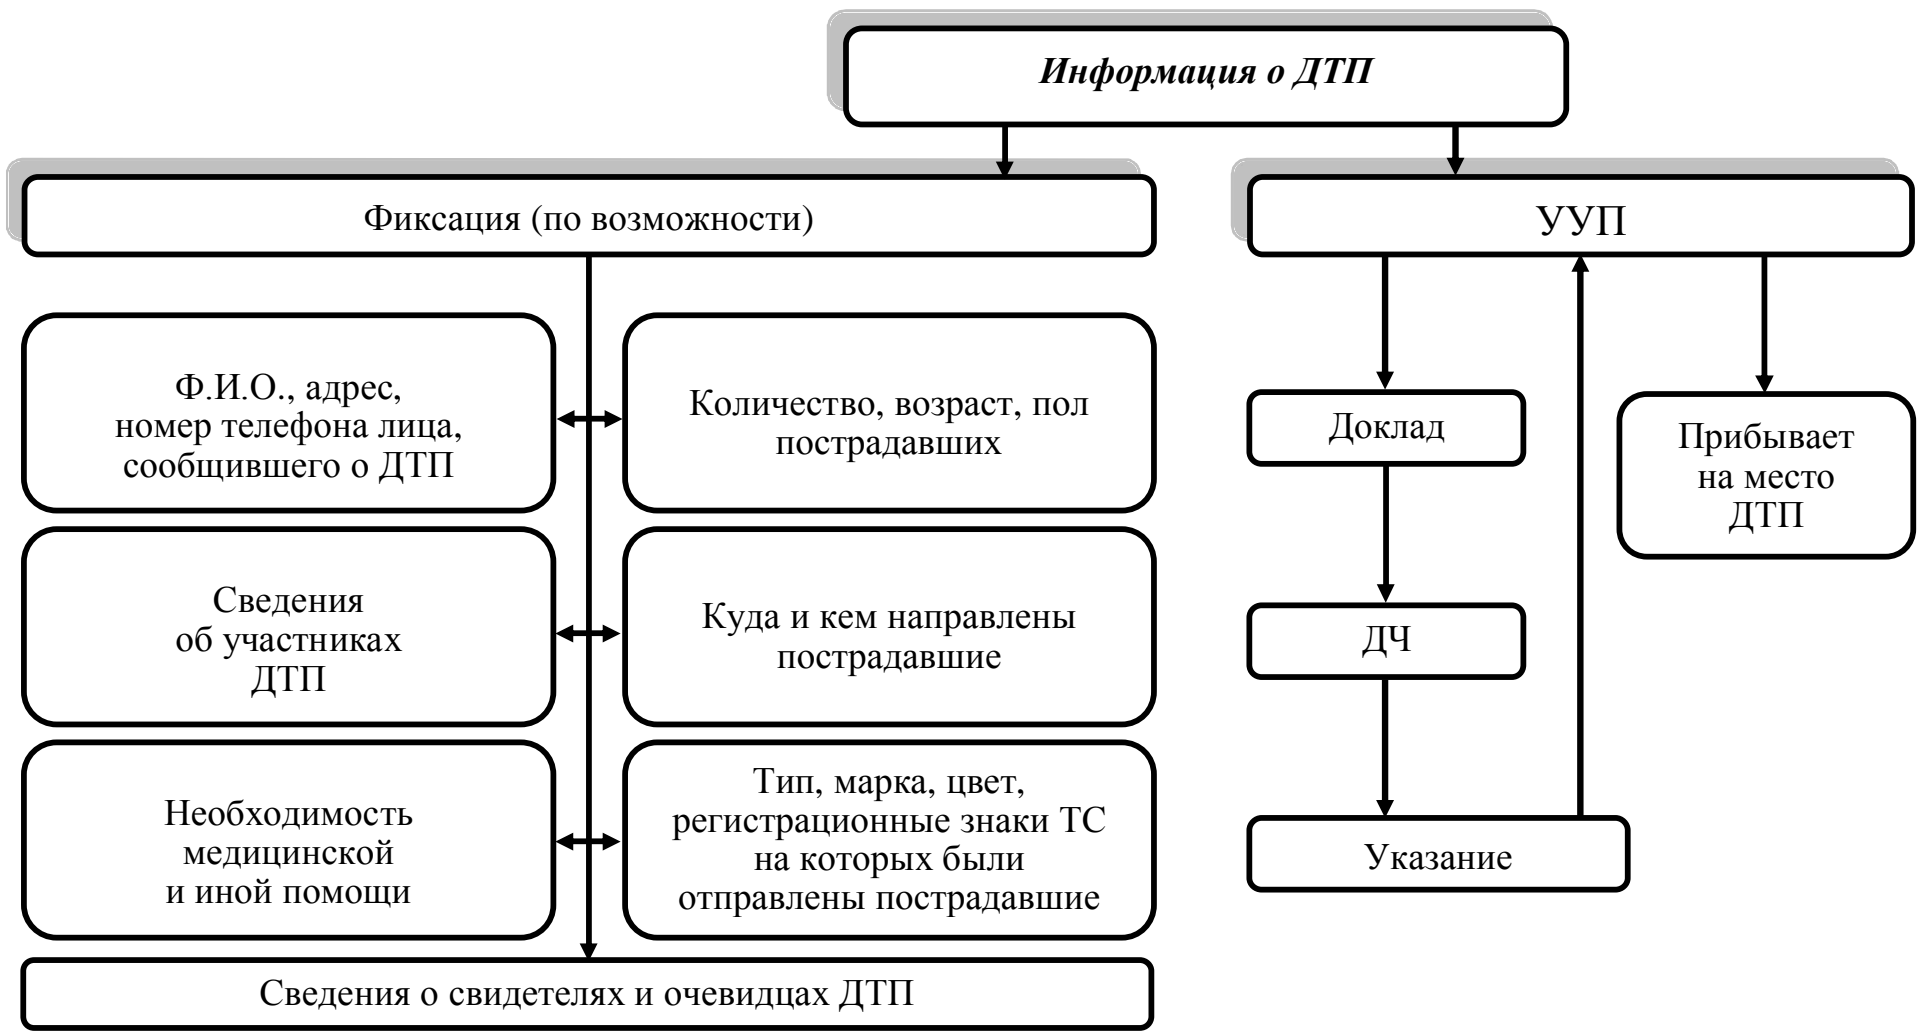 Информация о ДТП
Фиксация (по возможности)
УУП
Ф.И.О., адрес,
номер телефона лица,
сообщившего о ДТП
Количество, возраст, пол
пострадавших
Доклад
Прибывает
на место
ДТП
Сведения
об участниках
ДТП
Куда и кем направлены
пострадавшие
ДЧ
Необходимость
медицинской
и иной помощи
Тип, марка, цвет,
регистрационные знаки ТС
на которых были
отправлены пострадавшие
Указание
Сведения о свидетелях и очевидцах ДТП